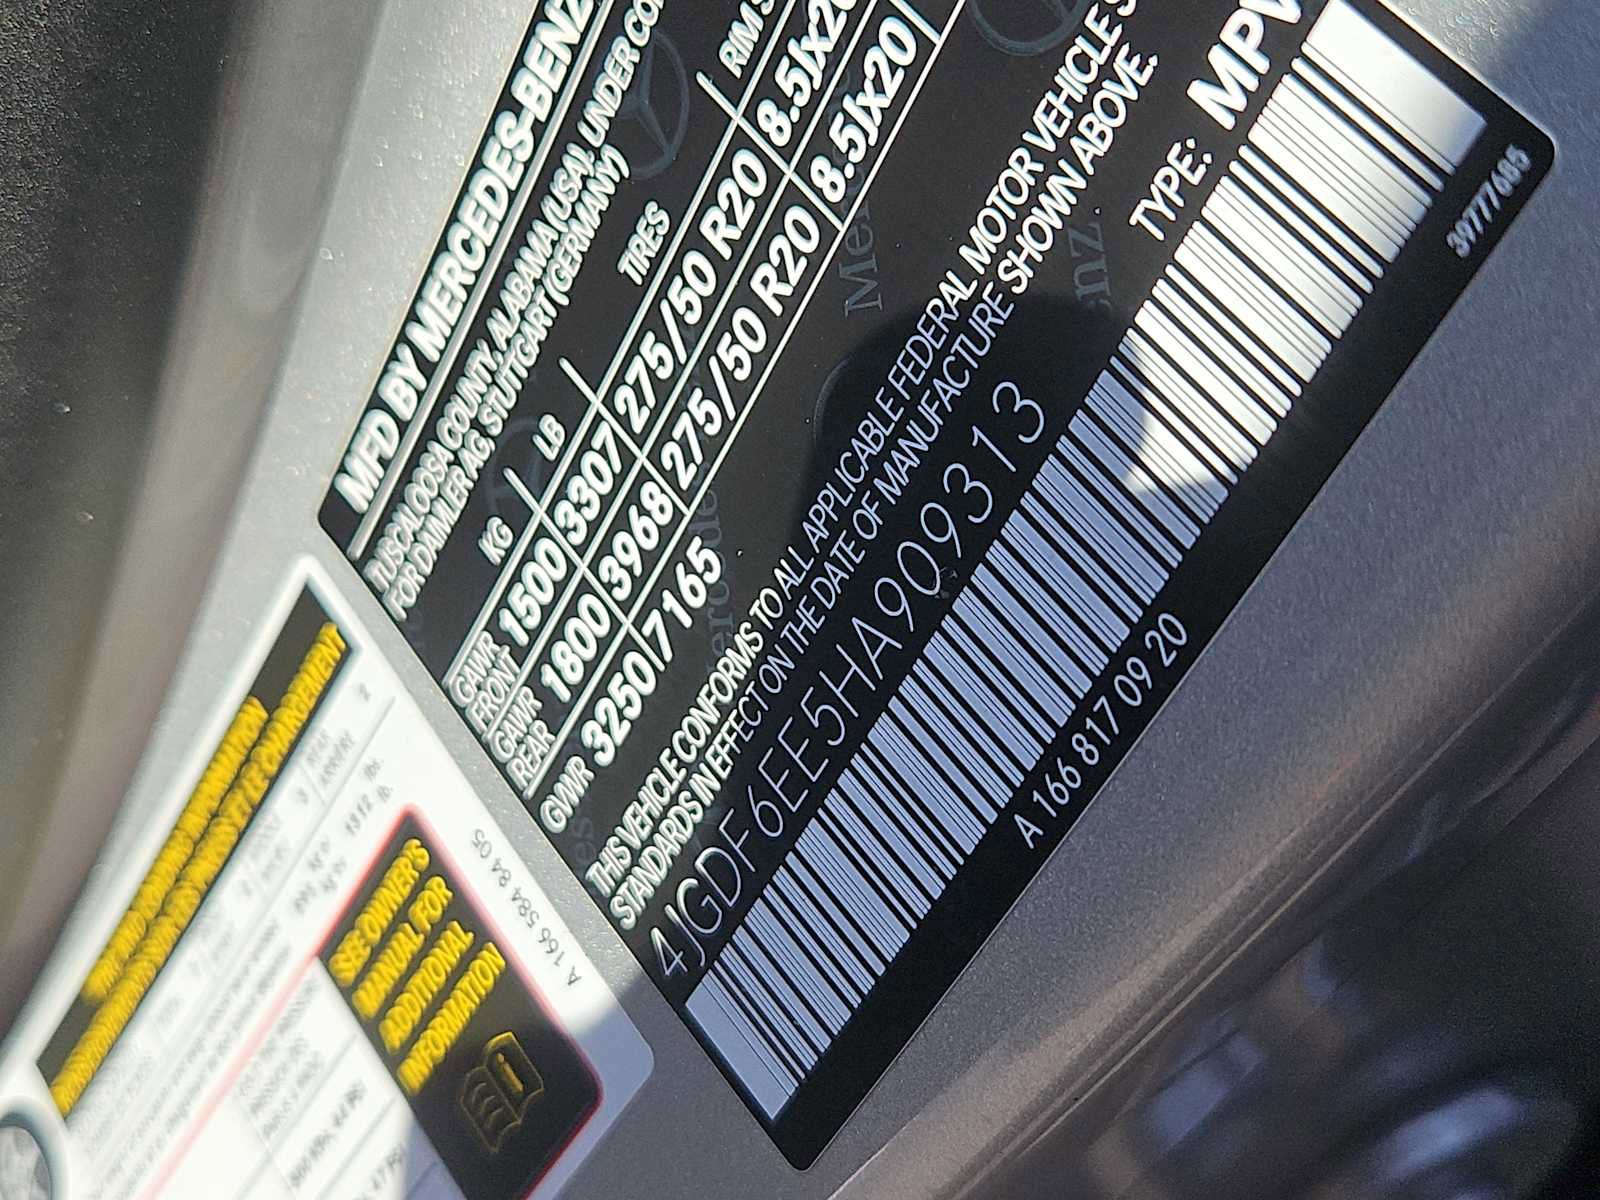 MFD BY MERCEDES-BENZ
TUSCALOOSA COUNTY, ALABAMA (USA), UNDER CO
FOR DAIMLER AG STUTTGART (GERMANY)
KG LB TIRES RIM S
GAWR FRONT 1500 3307 275/50 R20 8.5Jx20
GAWR REAR 1800 3968 275/50 R20 8.5Jx20
GVWR 3250 7165
THIS VEHICLE CONFORMS TO ALL APPLICABLE FEDERAL MOTOR VEHICLE S
STANDARDS IN EFFECT ON THE DATE OF MANUFACTURE SHOWN ABOVE.
4JGDF6EE5HA909313 TYPE: MPV
A 166 817 09 20
39777685
SEE OWNER'S
MANUAL FOR
ADDITIONAL
INFORMATION
A 166 584 84 05